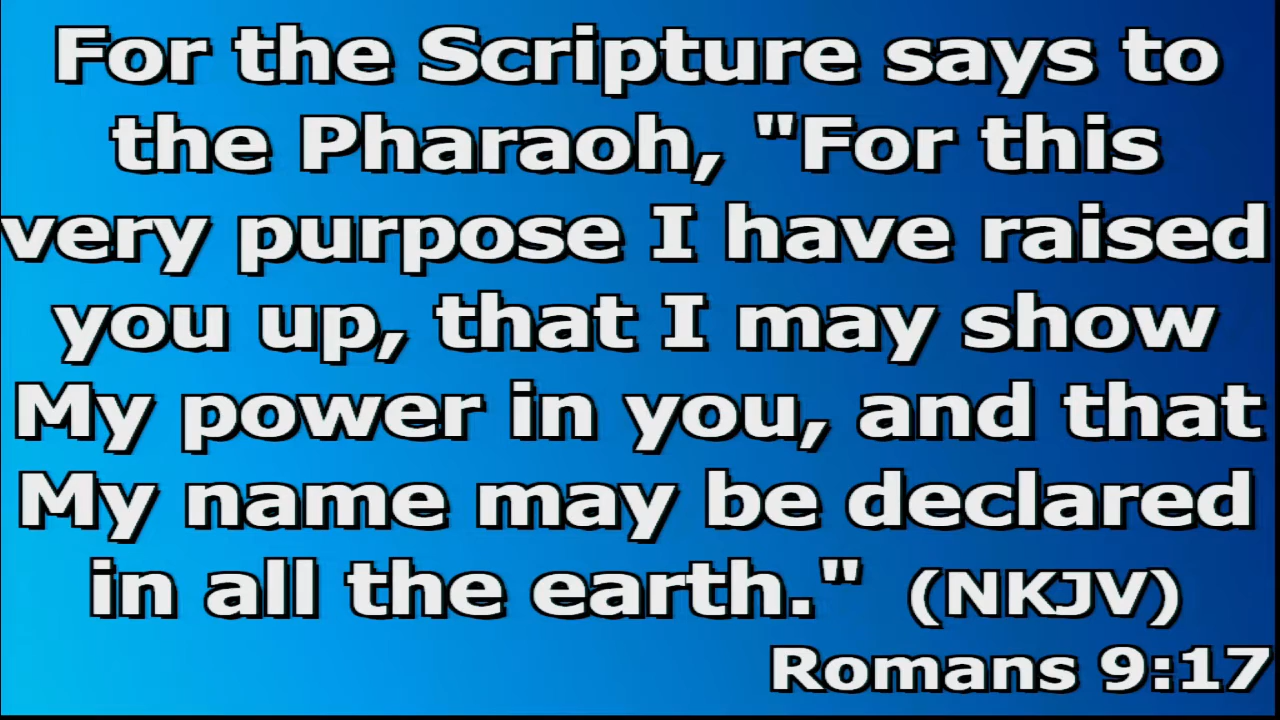 For the Scripture says to
the Pharaoh, "For this
very purpose I have raised
you up, that I may show
My power in you, and that
My name may be declared
in all the earth." (NKJV)
Romans 9:17